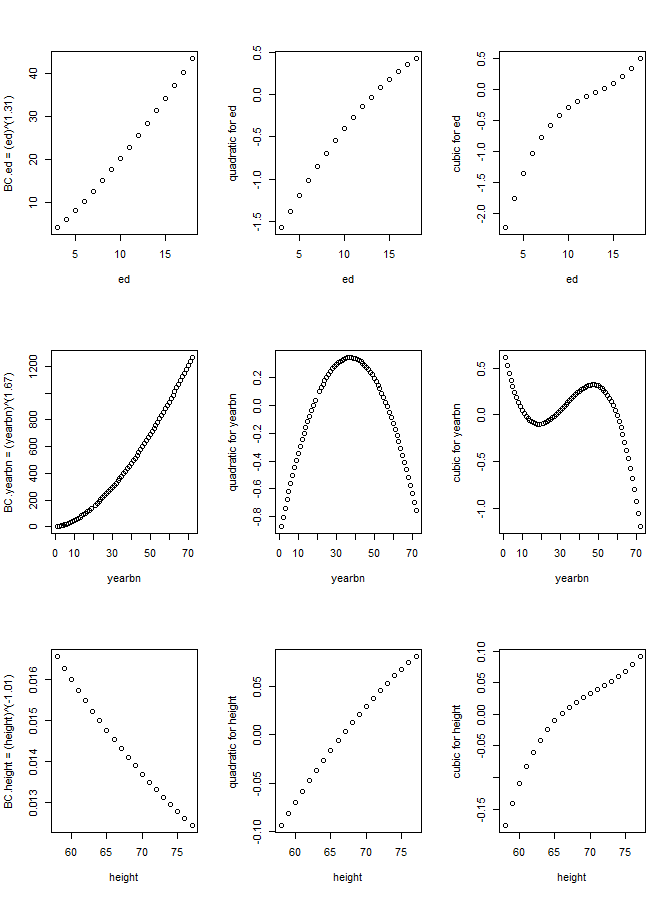 BC.ed = (ed)^(1.31)
10 20 30 40
5 10 15
ed
quadratic for ed
-1.5 -1.0 -0.5 0.0 0.5
5 10 15
ed
cubic for ed
-2.0 -1.5 -1.0 -0.5 0.0 0.5
5 10 15
ed
BC.yearbn = (yearbn)^(1.67)
0 200 400 600 800 1200
0 10 30 50 70
yearbn
quadratic for yearbn
-0.8 -0.6 -0.4 -0.2 0.0 0.2
0 10 30 50 70
yearbn
cubic for yearbn
-1.0 -0.5 0.0 0.5
0 10 30 50 70
yearbn
BC.height = (height)^(-1.01)
0.013 0.014 0.015 0.016
60 65 70 75
height
quadratic for height
-0.10 -0.05 0.00 0.05
60 65 70 75
height
cubic for height
-0.15 -0.05 0.00 0.05 0.10
60 65 70 75
height